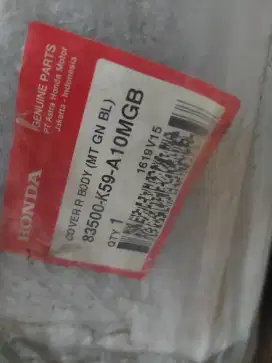 HONDA
GENUINE PARTS
PT Astra Honda Motor
Jakarta - Indonesia
COVER R BODY (MT GN BL)
83500-K59-A10MGB
QTY 1
1619V15